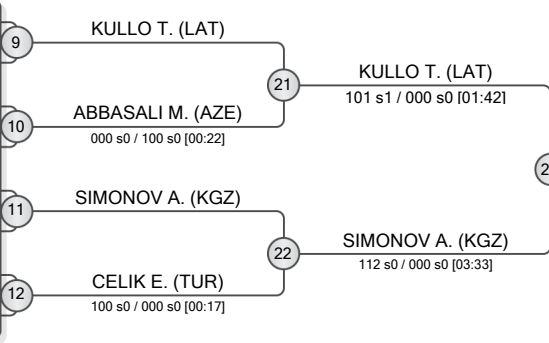 KULLO T. (LAT)
9
21
KULLO T. (LAT)
101 s1 / 000 s0 [01:42]
ABBASALI M. (AZE)
10
000 s0 / 100 s0 [00:22]
SIMONOV A. (KGZ)
11
22
SIMONOV A. (KGZ)
112 s0 / 000 s0 [03:33]
CELIK E. (TUR)
12
100 s0 / 000 s0 [00:17]